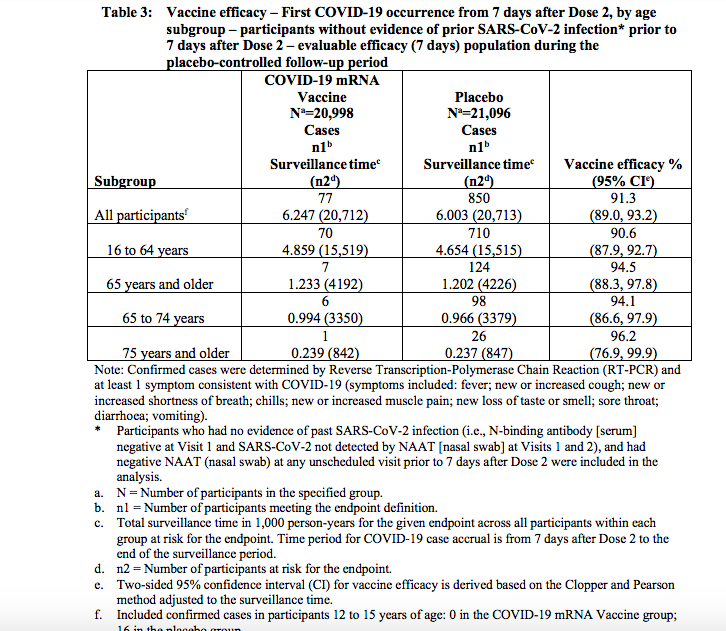 Table 3: Vaccine efficacy – First COVID-19 occurrence from 7 days after Dose 2, by age
subgroup – participants without evidence of prior SARS-CoV-2 infection* prior to
7 days after Dose 2 – evaluable efficacy (7 days) population during the
placebo-controlled follow-up period
COVID-19 mRNA
Vaccine Placebo
Nᵃ=20,998 Nᵃ=21,096
Cases Cases
n1ᵇ n1ᵇ
Surveillance timeᶜ Surveillance timeᶜ Vaccine efficacy %
Subgroup (n2ᵈ) (n2ᵈ) (95% CIᵉ)
77 850 91.3
All participantsᶠ 6.247 (20,712) 6.003 (20,713) (89.0, 93.2)
70 710 90.6
16 to 64 years 4.859 (15,519) 4.654 (15,515) (87.9, 92.7)
7 124 94.5
65 years and older 1.233 (4192) 1.202 (4226) (88.3, 97.8)
6 98 94.1
65 to 74 years 0.994 (3350) 0.966 (3379) (86.6, 97.9)
1 26 96.2
75 years and older 0.239 (842) 0.237 (847) (76.9, 99.9)
Note: Confirmed cases were determined by Reverse Transcription-Polymerase Chain Reaction (RT-PCR) and
at least 1 symptom consistent with COVID-19 (symptoms included: fever; new or increased cough; new or
increased shortness of breath; chills; new or increased muscle pain; new loss of taste or smell; sore throat;
diarrhoea; vomiting).
* Participants who had no evidence of past SARS-CoV-2 infection (i.e., N-binding antibody [serum]
negative at Visit 1 and SARS-CoV-2 not detected by NAAT [nasal swab] at Visits 1 and 2), and had
negative NAAT (nasal swab) at any unscheduled visit prior to 7 days after Dose 2 were included in the
analysis.
a. N = Number of participants in the specified group.
b. n1 = Number of participants meeting the endpoint definition.
c. Total surveillance time in 1,000 person-years for the given endpoint across all participants within each
group at risk for the endpoint. Time period for COVID-19 case accrual is from 7 days after Dose 2 to the
end of the surveillance period.
d. n2 = Number of participants at risk for the endpoint.
e. Two-sided 95% confidence interval (CI) for vaccine efficacy is derived based on the Clopper and Pearson
method adjusted to the surveillance time.
f. Included confirmed cases in participants 12 to 15 years of age: 0 in the COVID-19 mRNA Vaccine group;
16 in the placebo group